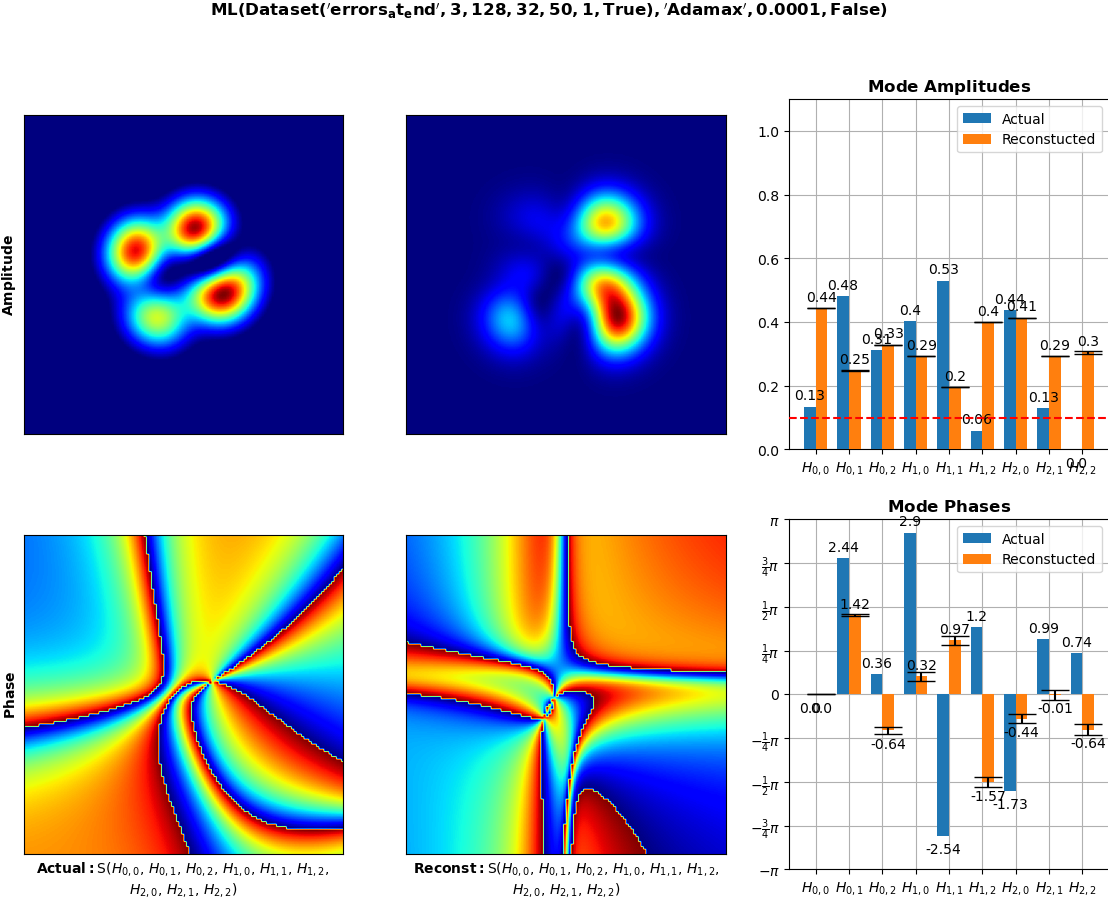 ML(Dataset('errors_at_end', 3, 128, 32, 50, 1, True), 'Adamax', 0.0001, False)
Amplitude
Mode Amplitudes
Actual
Reconstucted
1.0
0.8
0.6
0.4
0.2
0.0
0.13
0.44
0.48
0.25
0.31
0.33
0.4
0.29
0.53
0.2
0.06
0.4
0.44
0.41
0.13
0.29
0.0
0.3
H0,0 H0,1 H0,2 H1,0 H1,1 H1,2 H2,0 H2,1 H2,2
Phase
Mode Phases
Actual
Reconstucted
π
3/4π
1/2π
1/4π
0
−1/4π
−1/2π
−3/4π
−π
0.0
0.0
2.44
1.42
0.36
-0.64
2.9
0.32
-2.54
0.97
1.2
-1.57
-1.73
-0.44
0.99
-0.01
0.74
-0.64
H0,0 H0,1 H0,2 H1,0 H1,1 H1,2 H2,0 H2,1 H2,2
Actual: S(H0,0, H0,1, H0,2, H1,0, H1,1, H1,2,
H2,0, H2,1, H2,2)
Reconst: S(H0,0, H0,1, H0,2, H1,0, H1,1, H1,2,
H2,0, H2,1, H2,2)